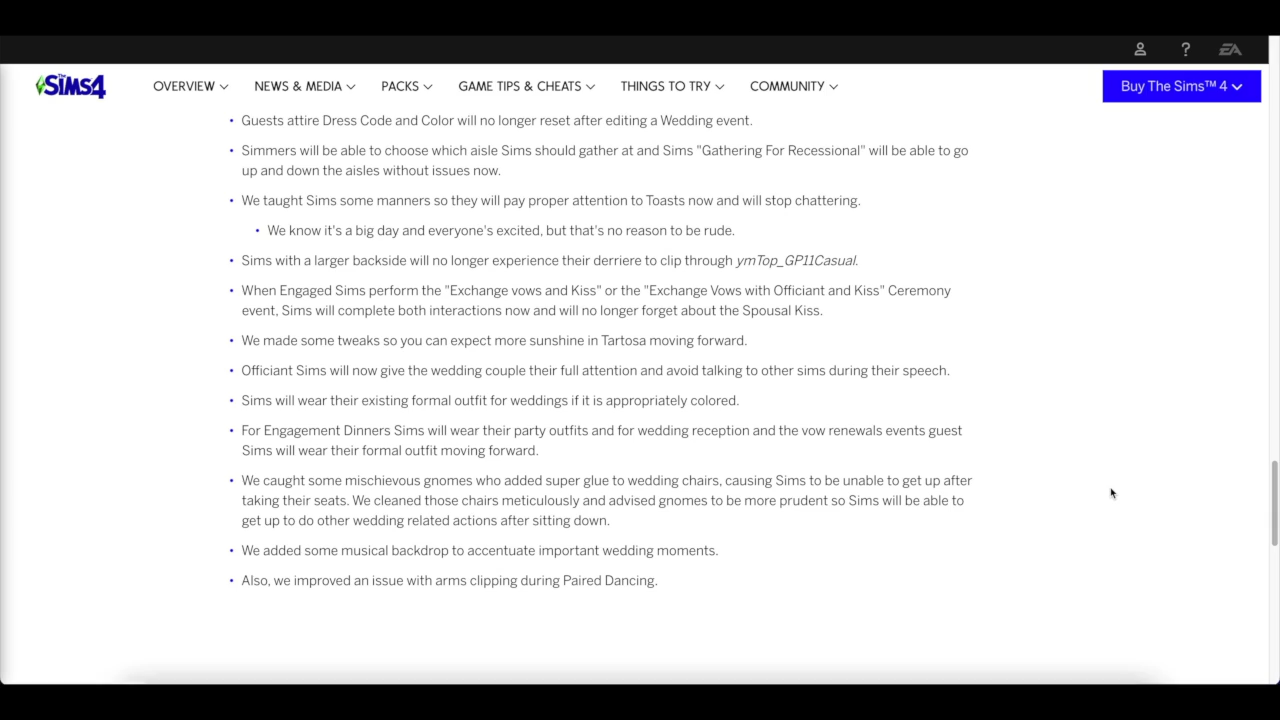 EA
The SIMS4
OVERVIEW
NEWS & MEDIA
PACKS
GAME TIPS & CHEATS
THINGS TO TRY
COMMUNITY
Buy The Sims™ 4
• Guests attire Dress Code and Color will no longer reset after editing a Wedding event.
• Simmers will be able to choose which aisle Sims should gather at and Sims "Gathering For Recessional" will be able to go
up and down the aisles without issues now.
• We taught Sims some manners so they will pay proper attention to Toasts now and will stop chattering.
• We know it's a big day and everyone's excited, but that's no reason to be rude.
• Sims with a larger backside will no longer experience their derriere to clip through ymTop_GP11Casual.
• When Engaged Sims perform the "Exchange vows and Kiss" or the "Exchange Vows with Officiant and Kiss" Ceremony
event, Sims will complete both interactions now and will no longer forget about the Spousal Kiss.
• We made some tweaks so you can expect more sunshine in Tartosa moving forward.
• Officiant Sims will now give the wedding couple their full attention and avoid talking to other sims during their speech.
• Sims will wear their existing formal outfit for weddings if it is appropriately colored.
• For Engagement Dinners Sims will wear their party outfits and for wedding reception and the vow renewals events guest
Sims will wear their formal outfit moving forward.
• We caught some mischievous gnomes who added super glue to wedding chairs, causing Sims to be unable to get up after
taking their seats. We cleaned those chairs meticulously and advised gnomes to be more prudent so Sims will be able to
get up to do other wedding related actions after sitting down.
• We added some musical backdrop to accentuate important wedding moments.
• Also, we improved an issue with arms clipping during Paired Dancing.